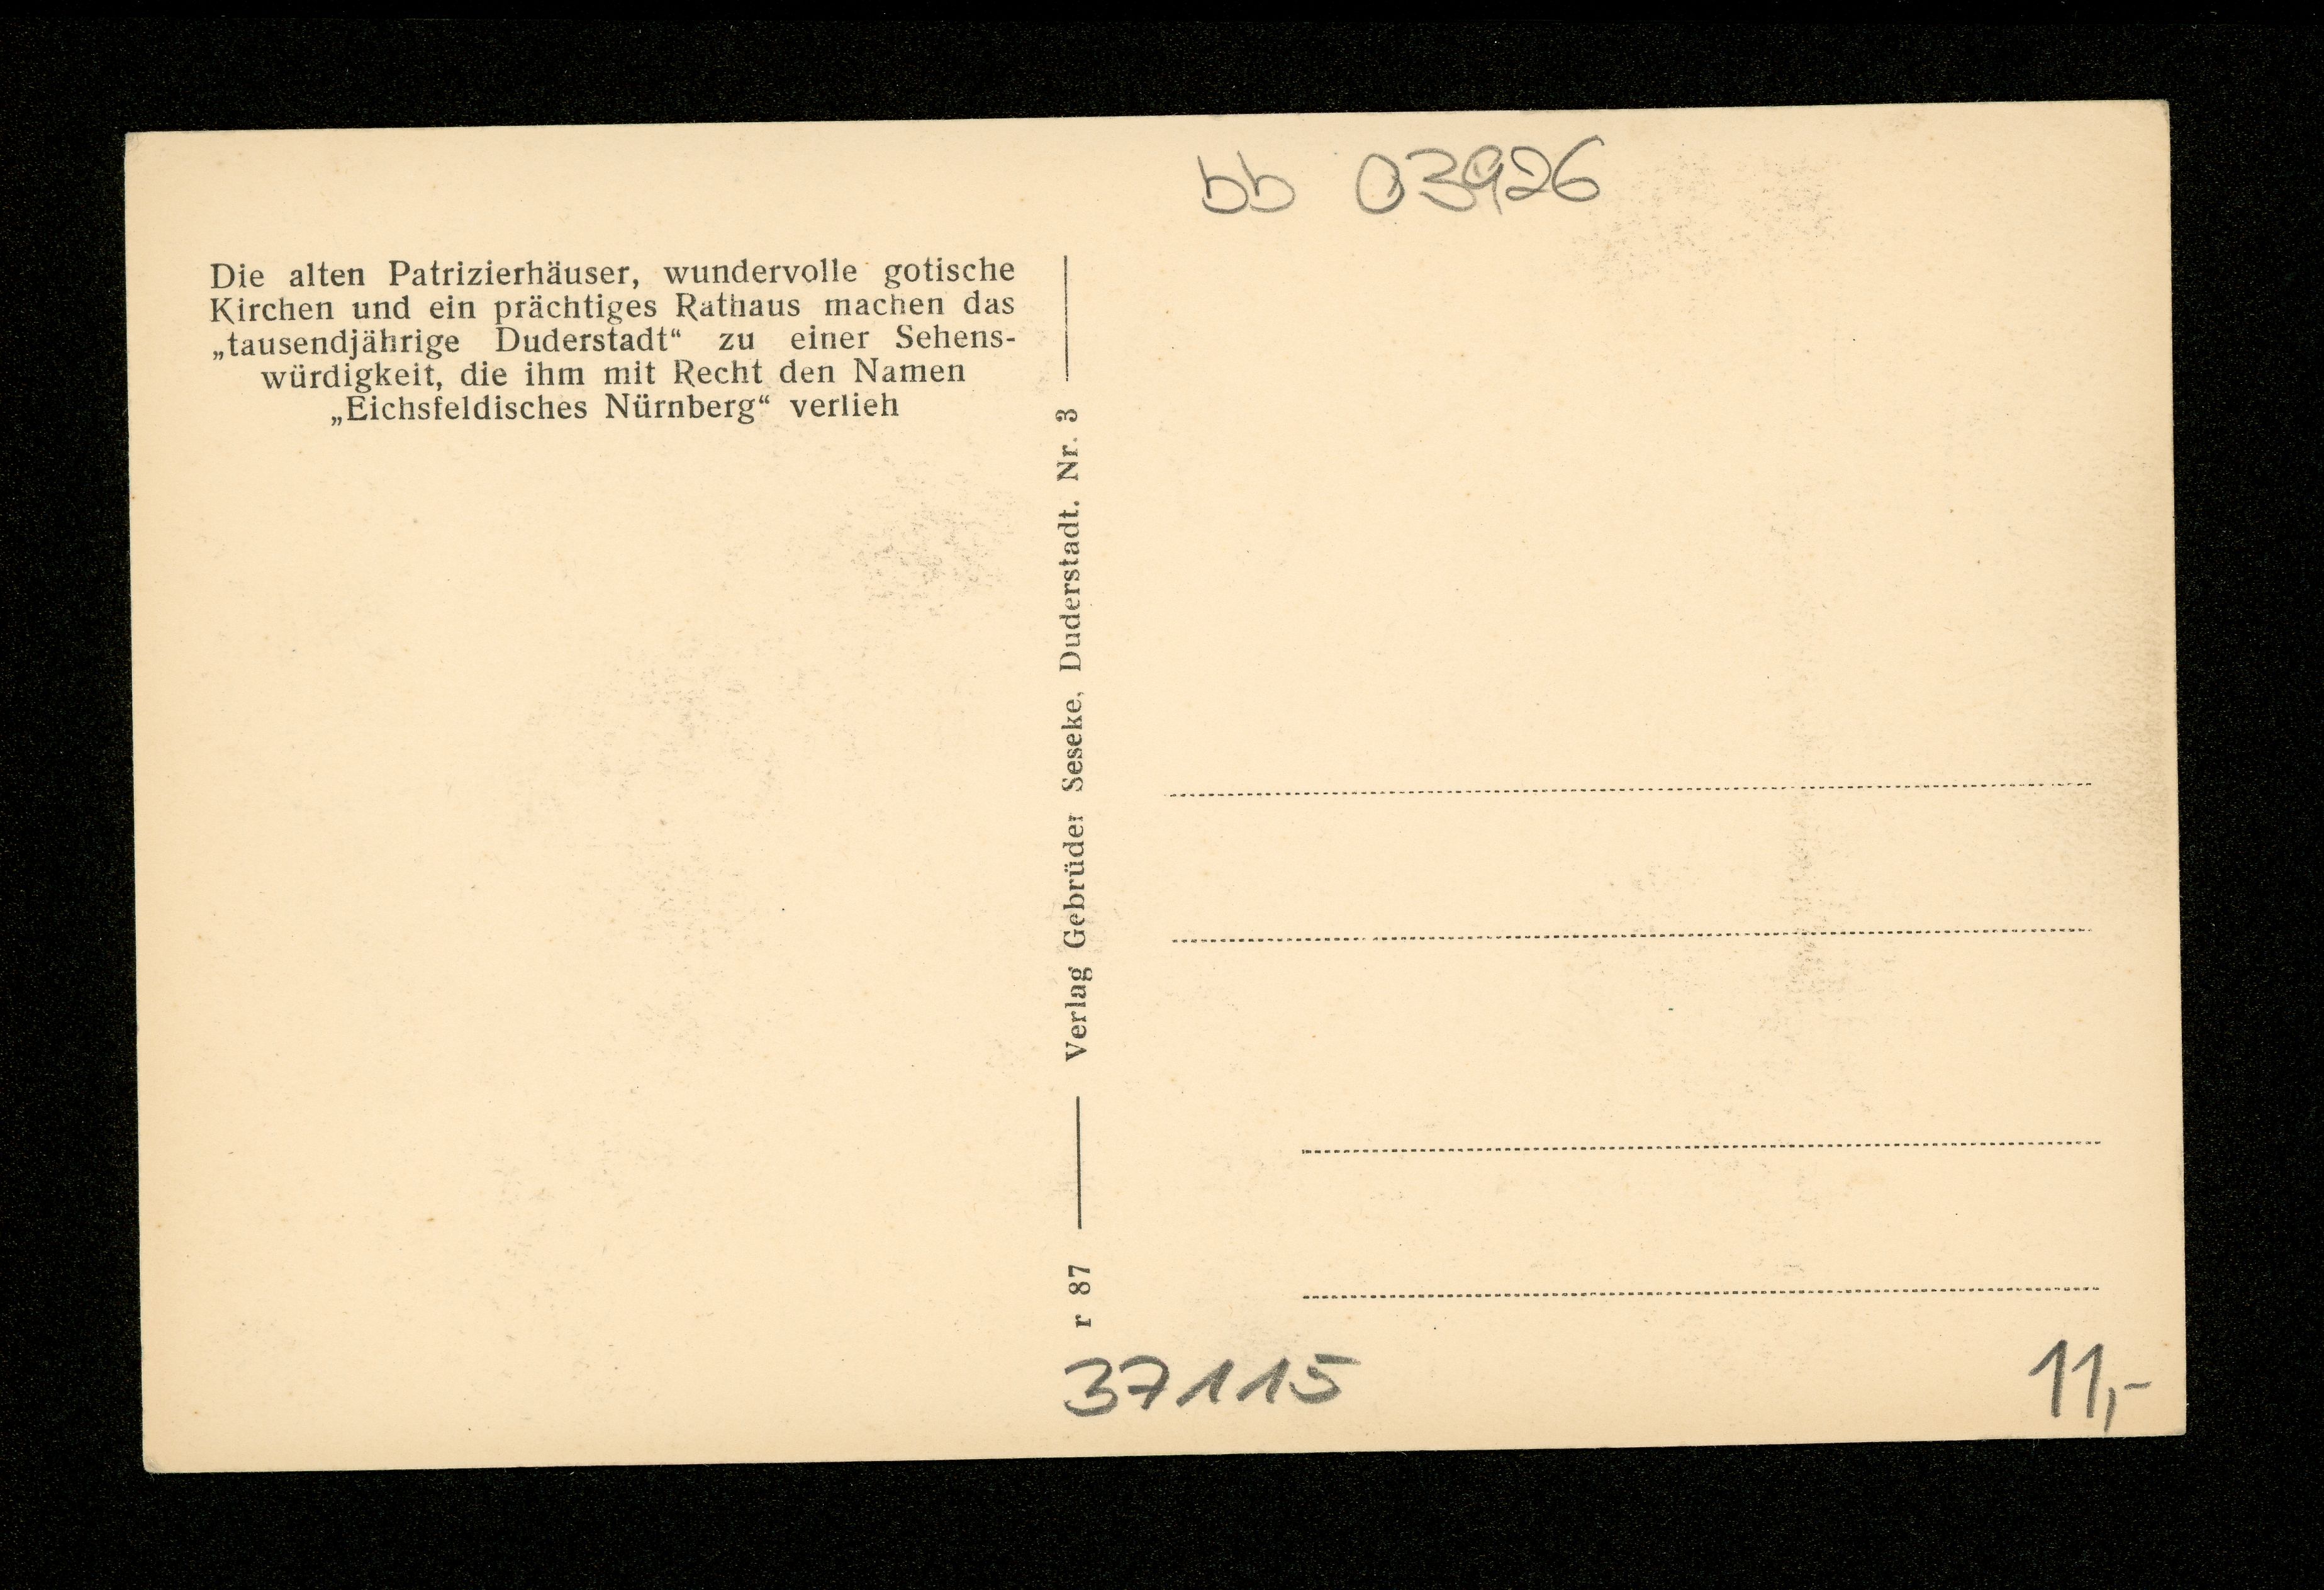 bb 03926
Die alten Patrizierhäuser, wundervolle gotische
Kirchen und ein prächtiges Rathaus machen das
„tausendjährige Duderstadt“ zu einer Sehens-
würdigkeit, die ihm mit Recht den Namen
„Eichsfeldisches Nürnberg“ verlieh
r 87 — Verlag Gebrüder Seseke, Duderstadt. Nr. 3 —
37115
11,-